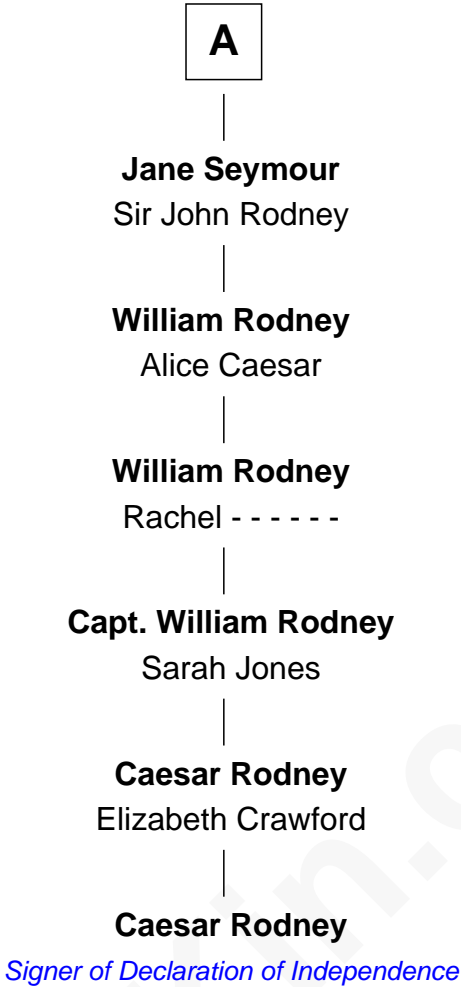 A
Jane Seymour
Sir John Rodney
William Rodney
Alice Caesar
William Rodney
Rachel - - - - - -
Capt. William Rodney
Sarah Jones
Caesar Rodney
Elizabeth Crawford
Caesar Rodney
Signer of Declaration of Independence